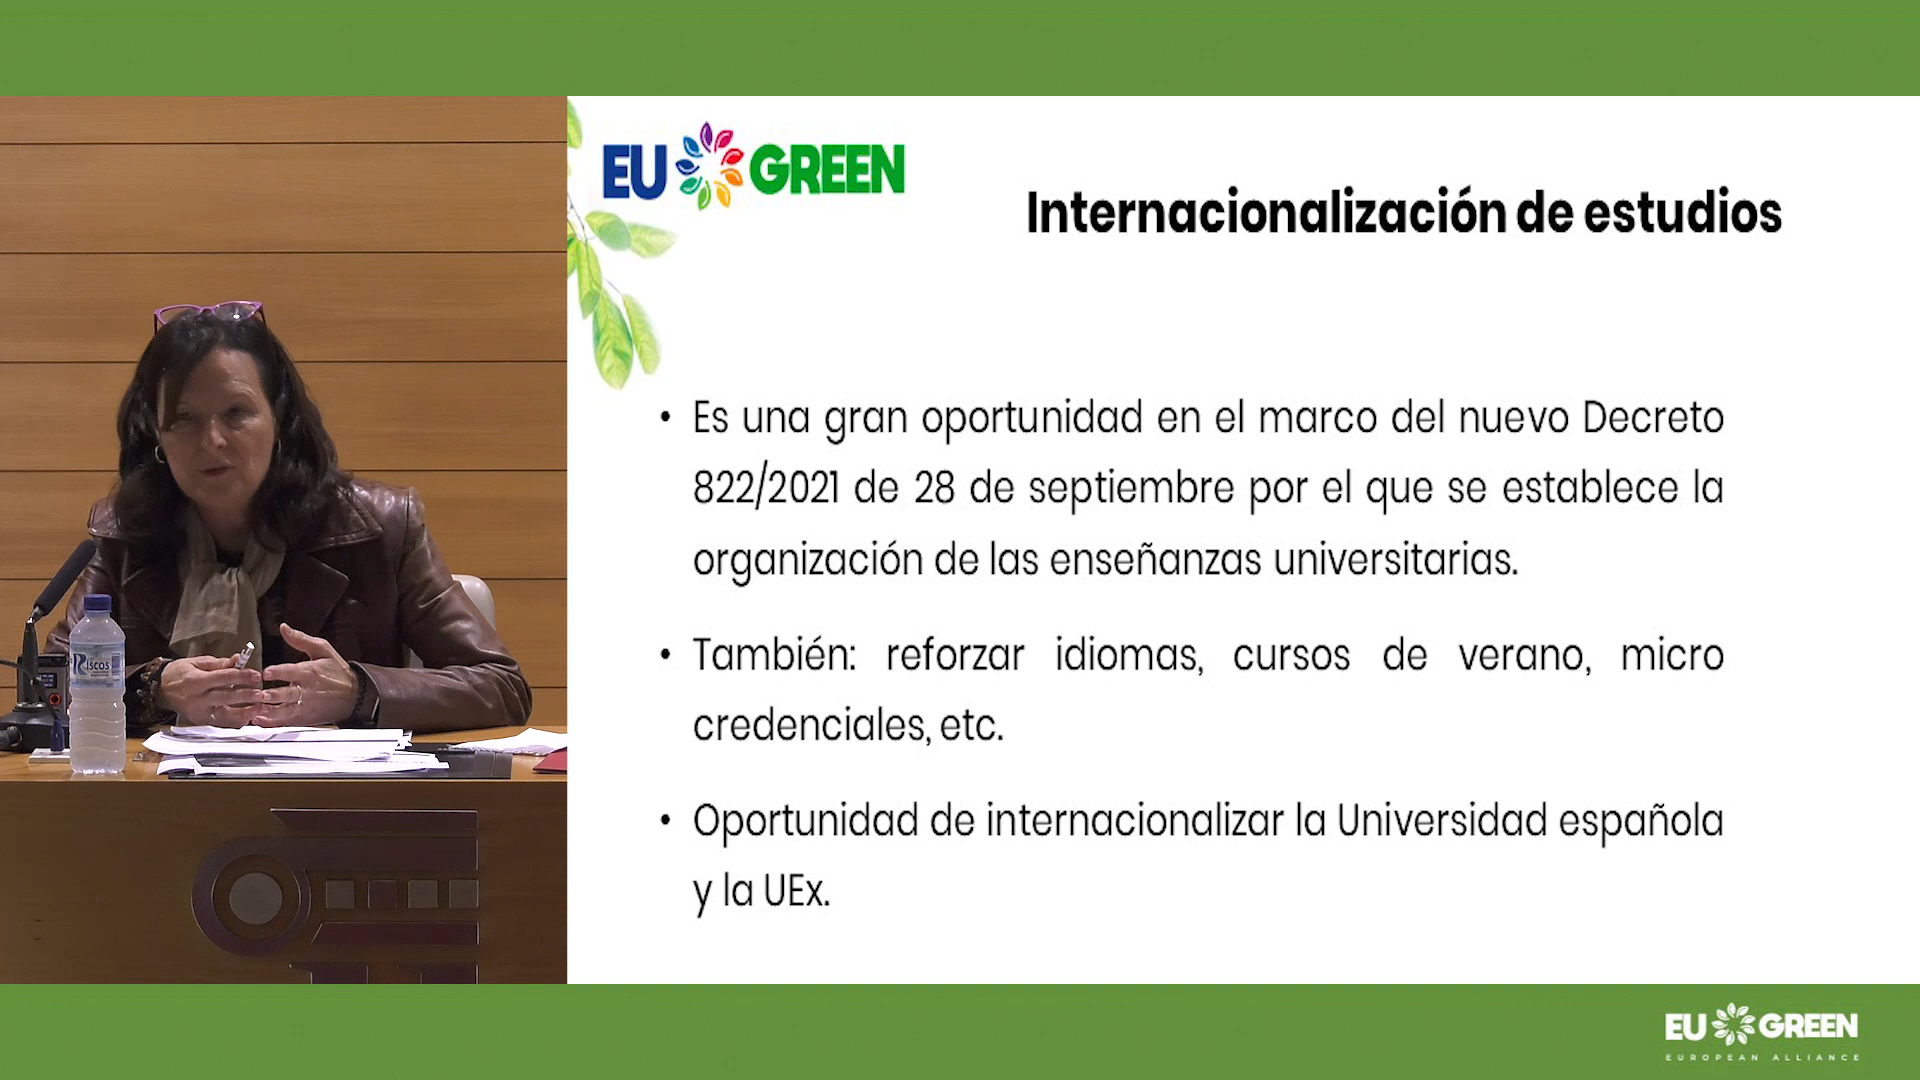 EU GREEN
Internacionalización de estudios
• Es una gran oportunidad en el marco del nuevo Decreto
822/2021 de 28 de septiembre por el que se establece la
organización de las enseñanzas universitarias.
• También: reforzar idiomas, cursos de verano, micro
credenciales, etc.
• Oportunidad de internacionalizar la Universidad española
y la UEx.
Riscos
EU GREEN
EUROPEAN ALLIANCE